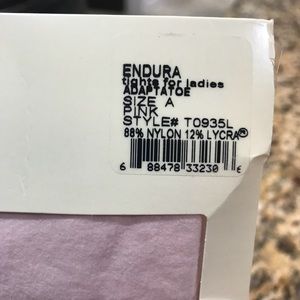 ENDURA
tights for ladies
ADAPTATOE
SIZE A
PINK
STYLE# T0935L
88% NYLON 12% LYCRA®
6 88478 33230 6